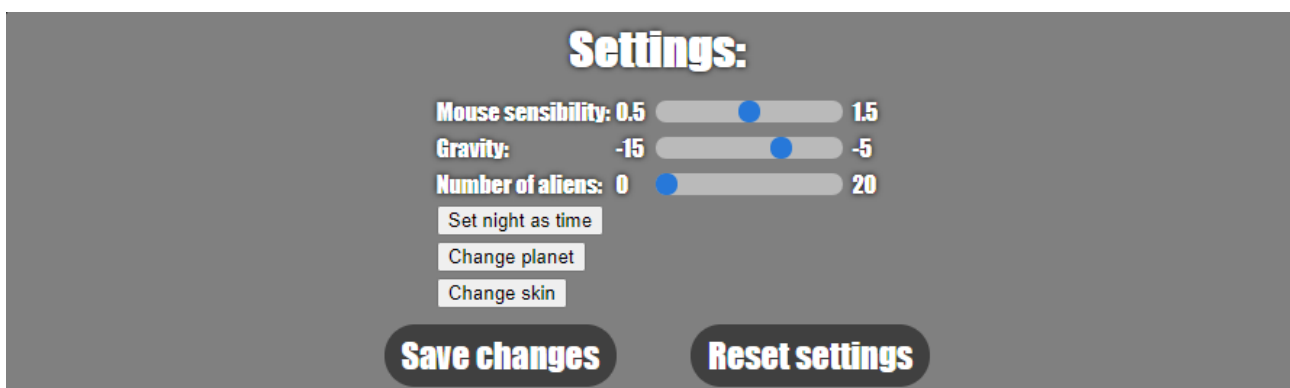 Settings:
Mouse sensibility: 0.5 1.5
Gravity: -15 -5
Number of aliens: 0 20
Set night as time
Change planet
Change skin
Save changes Reset settings